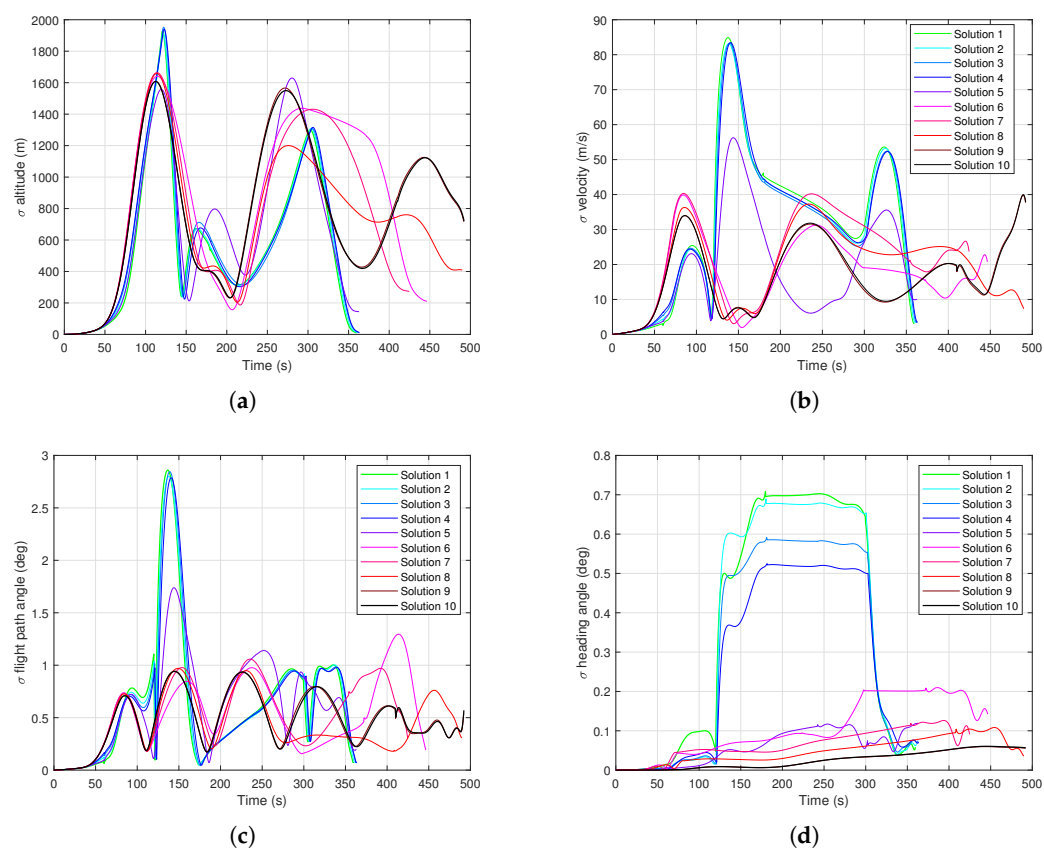 2000
1800
1600
1400
1200
1000
800
600
400
200
0
σ altitude (m)
0 50 100 150 200 250 300 350 400 450 500
Time (s)
(a)
90
80
70
60
50
40
30
20
10
0
σ velocity (m/s)
Solution 1
Solution 2
Solution 3
Solution 4
Solution 5
Solution 6
Solution 7
Solution 8
Solution 9
Solution 10
0 50 100 150 200 250 300 350 400 450 500
Time (s)
(b)
3
2.5
2
1.5
1
0.5
0
σ flight path angle (deg)
Solution 1
Solution 2
Solution 3
Solution 4
Solution 5
Solution 6
Solution 7
Solution 8
Solution 9
Solution 10
0 50 100 150 200 250 300 350 400 450 500
Time (s)
(c)
0.8
0.7
0.6
0.5
0.4
0.3
0.2
0.1
0
σ heading angle (deg)
Solution 1
Solution 2
Solution 3
Solution 4
Solution 5
Solution 6
Solution 7
Solution 8
Solution 9
Solution 10
0 50 100 150 200 250 300 350 400 450 500
Time (s)
(d)